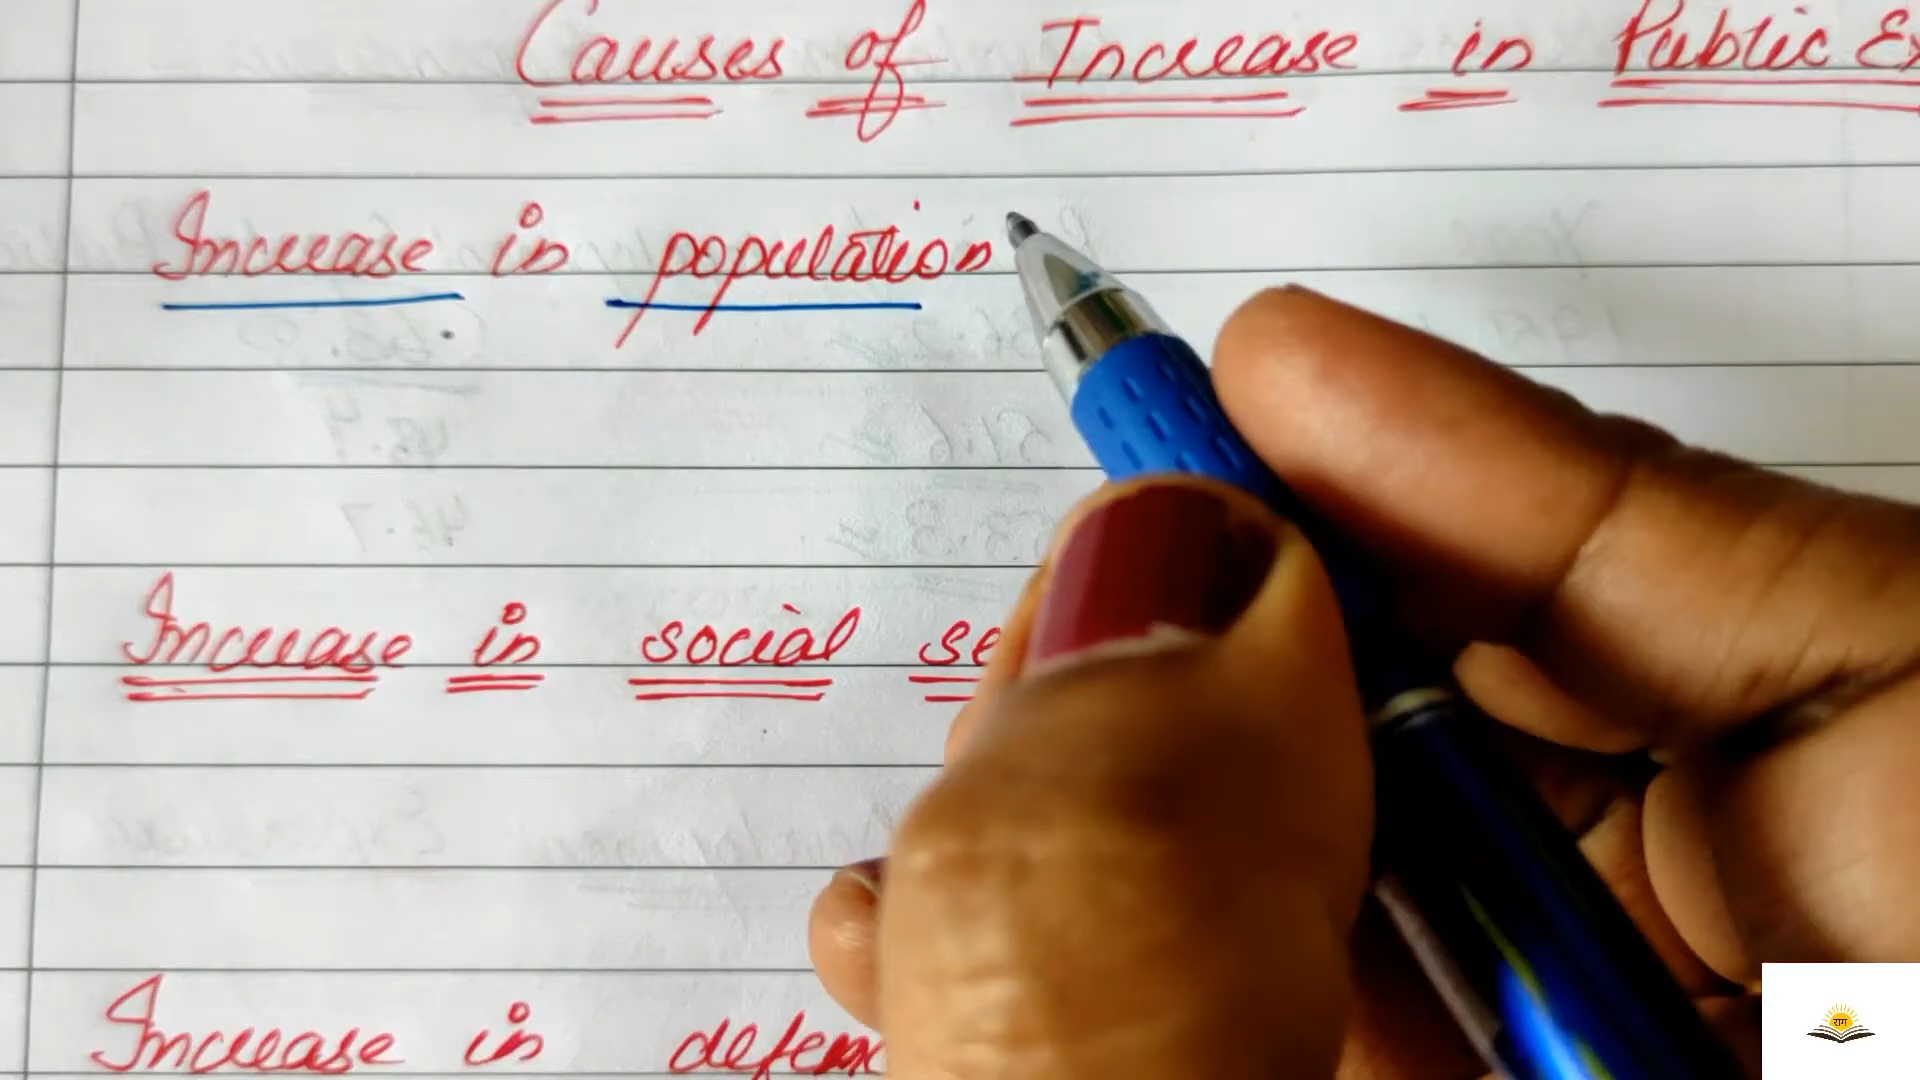 Causes of Increase in Public
Increase in population
Increase in social
Increase in
राम